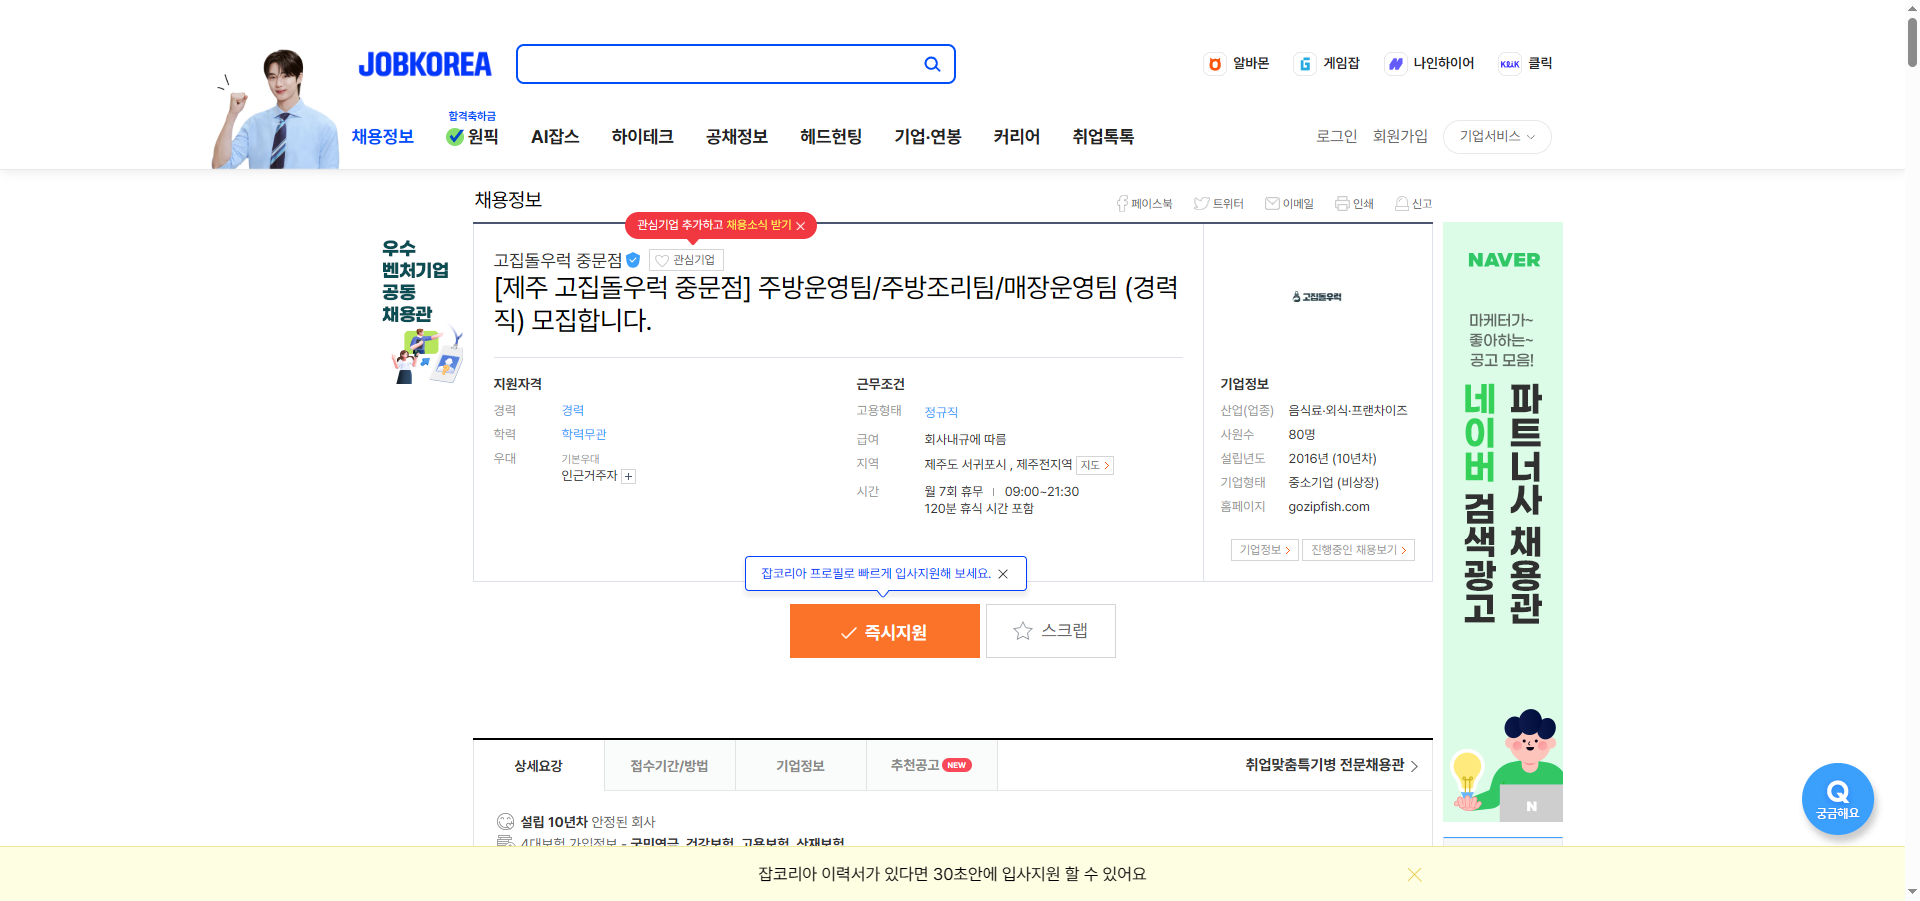 JOBKOREA
알바몬
게임잡
나인하이어
K리K 클릭
합격축하금
채용정보
원픽
AI잡스
하이테크
공채정보
헤드헌팅
기업·연봉
커리어
취업톡톡
로그인
회원가입
기업서비스
채용정보
페이스북
트위터
이메일
인쇄
신고
관심기업 추가하고 채용소식 받기
우수
벤처기업
공동
채용관
고집돌우럭 중문점
관심기업
[제주 고집돌우럭 중문점] 주방운영팀/주방조리팀/매장운영팀 (경력
직) 모집합니다.
지원자격
경력 경력
학력 학력무관
우대 기본우대
인근거주자
근무조건
고용형태 정규직
급여 회사내규에 따름
지역 제주도 서귀포시 , 제주전지역 지도
시간 월 7회 휴무 09:00~21:30
120분 휴식 시간 포함
고집돌우럭
기업정보
산업(업종) 음식료·외식·프랜차이즈
사원수 80명
설립년도 2016년 (10년차)
기업형태 중소기업 (비상장)
홈페이지 gozipfish.com
기업정보
진행중인 채용보기
잡코리아 프로필로 빠르게 입사지원해 보세요.
즉시지원
스크랩
NAVER
마케터가~
좋아하는~
공고 모음!
파트너사 채용관
네이버 검색광고
N
상세요강
접수기간/방법
기업정보
추천공고 NEW
취업맞춤특기병 전문채용관
설립 10년차 안정된 회사
4대보험 가입정보 - 국민연금, 건강보험, 고용보험, 산재보험
Q
궁금해요
잡코리아 이력서가 있다면 30초안에 입사지원 할 수 있어요